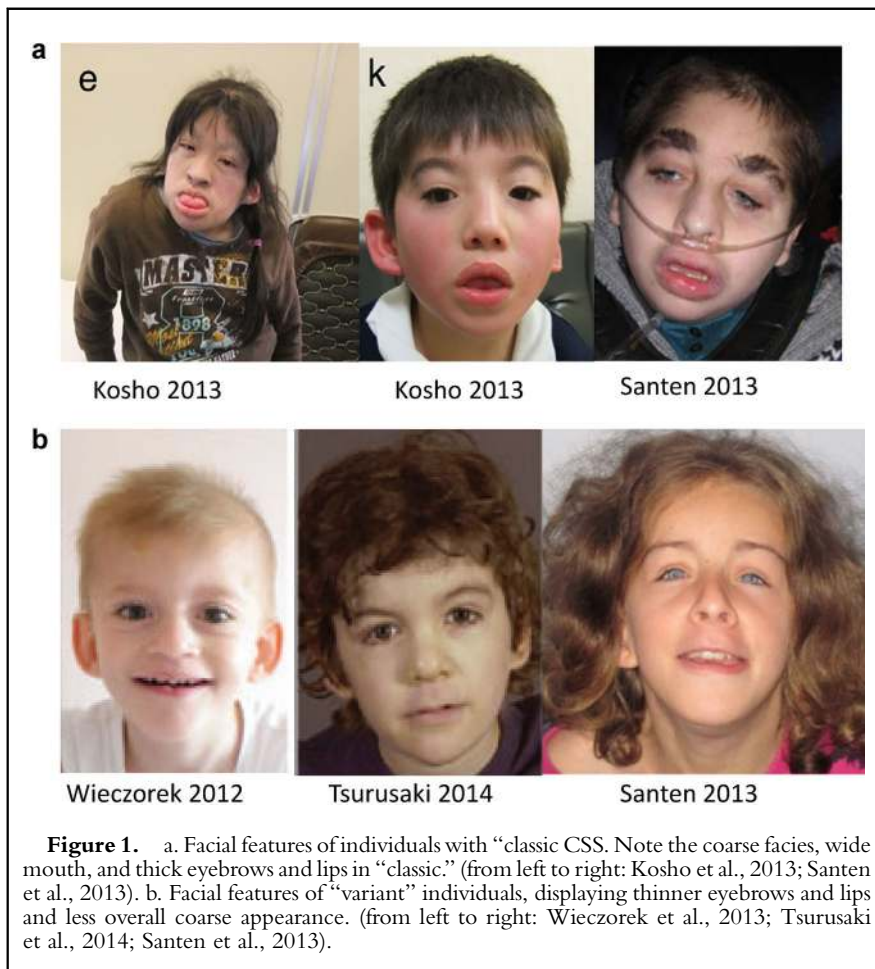 a
e
k
MASTER
1898
Kosho 2013
Kosho 2013
Santen 2013
b
Wieczorek 2012
Tsurusaki 2014
Santen 2013
Figure 1. a. Facial features of individuals with “classic CSS. Note the coarse facies, wide
mouth, and thick eyebrows and lips in “classic.” (from left to right: Kosho et al., 2013; Santen
et al., 2013). b. Facial features of “variant” individuals, displaying thinner eyebrows and lips
and less overall coarse appearance. (from left to right: Wieczorek et al., 2013; Tsurusaki
et al., 2014; Santen et al., 2013).